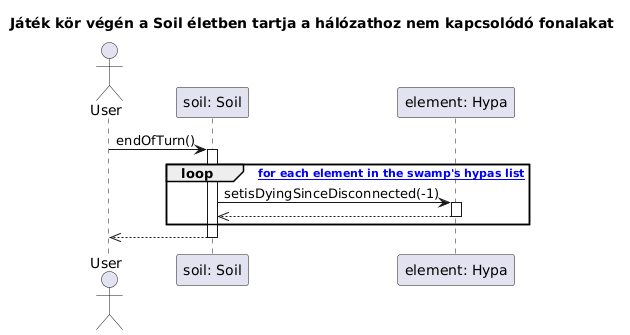 Játék kör végén a Soil életben tartja a hálózathoz nem kapcsolódó fonalakat
User
soil: Soil
element: Hypa
endOfTurn()
loop
for each element in the swamp's hypas list
setisDyingSinceDisconnected(-1)
User
soil: Soil
element: Hypa